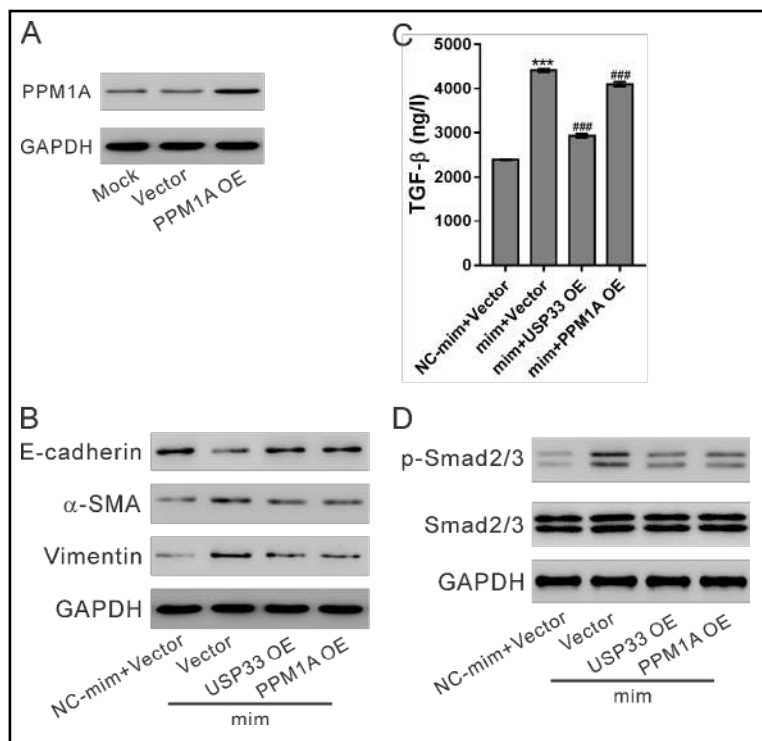 A
PPM1A
GAPDH
Mock
Vector
PPM1A OE
C
TGF-β (ng/l)
6000
5000
4000
3000
2000
1000
0
***
###
###
NC-mim+Vector
mim+Vector
mim+USP33 OE
mim+PPM1A OE
B
E-cadherin
α-SMA
Vimentin
GAPDH
NC-mim+Vector
Vector
USP33 OE
PPM1A OE
mim
D
p-Smad2/3
Smad2/3
GAPDH
NC-mim+Vector
Vector
USP33 OE
PPM1A OE
mim